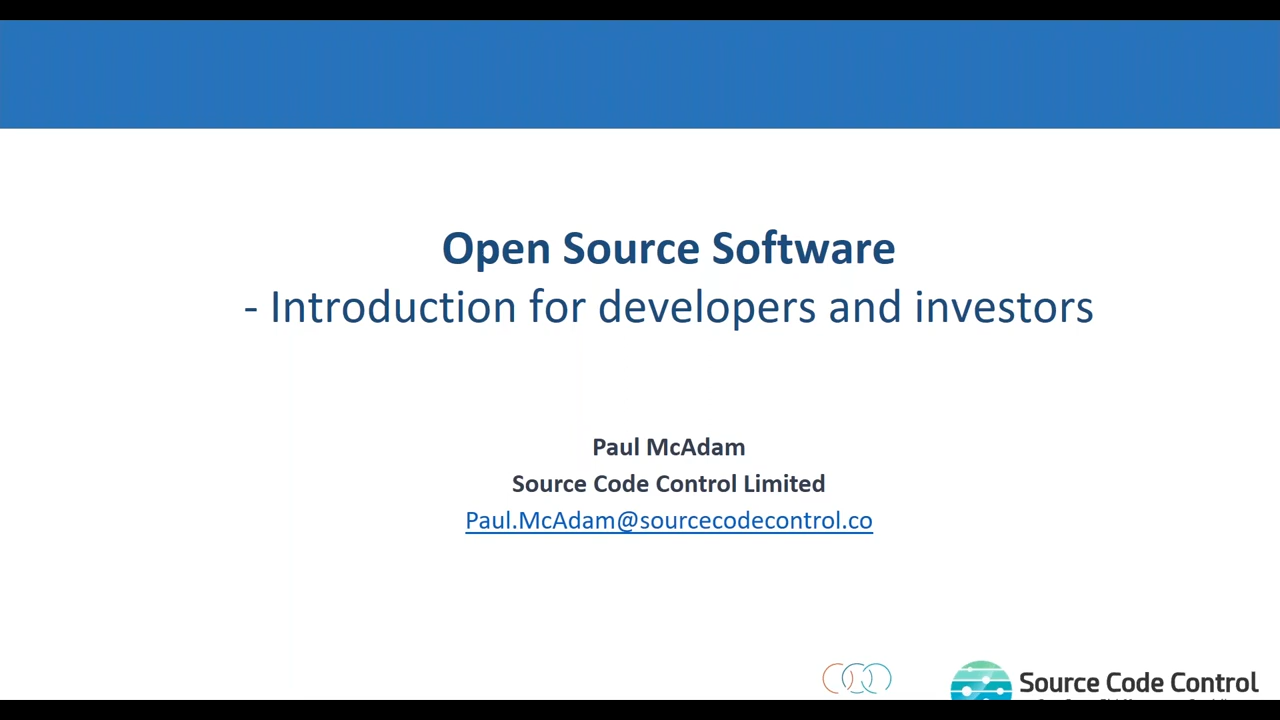 Open Source Software
- Introduction for developers and investors
Paul McAdam
Source Code Control Limited
Paul.McAdam@sourcecodecontrol.co
Source Code Control